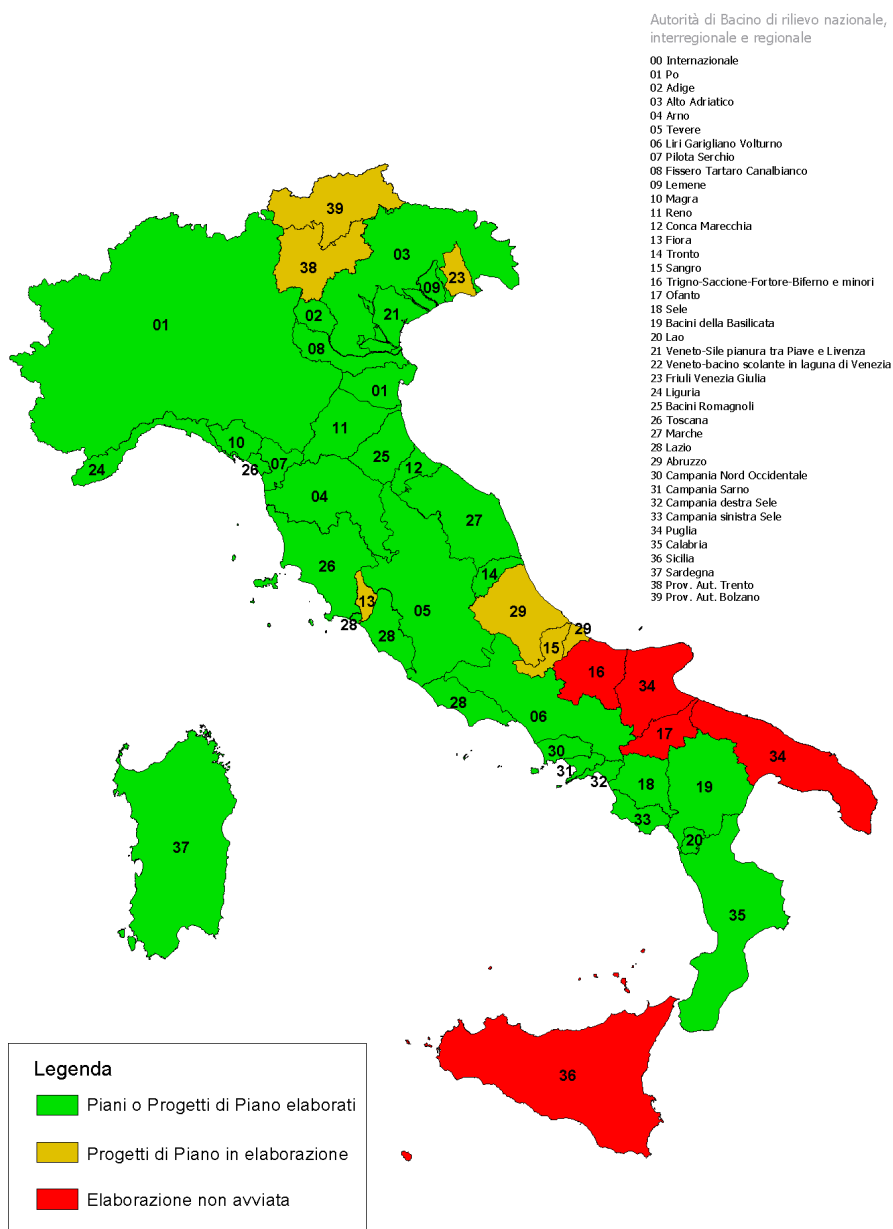 Autorità di Bacino di rilievo nazionale,
interregionale e regionale
00 Internazionale
01 Po
02 Adige
03 Alto Adriatico
04 Arno
05 Tevere
06 Liri Garigliano Volturno
07 Pilota Serchio
08 Fissero Tartaro Canalbianco
09 Lemene
10 Magra
11 Reno
12 Conca Marecchia
13 Fiora
14 Tronto
15 Sangro
16 Trigno-Saccione-Fortore-Biferno e minori
17 Ofanto
18 Sele
19 Bacini della Basilicata
20 Lao
21 Veneto-Sile pianura tra Piave e Livenza
22 Veneto-bacino scolante in laguna di Venezia
23 Friuli Venezia Giulia
24 Liguria
25 Bacini Romagnoli
26 Toscana
27 Marche
28 Lazio
29 Abruzzo
30 Campania Nord Occidentale
31 Campania Sarno
32 Campania destra Sele
33 Campania sinistra Sele
34 Puglia
35 Calabria
36 Sicilia
37 Sardegna
38 Prov. Aut. Trento
39 Prov. Aut. Bolzano
39
03
38
23
09
21
02
01
08
01
11
10
25
07
24
26
12
04
27
26
14
13
05
29
28
28
29
15
16
34
28
06
17
30
34
31
32
18
19
33
20
37
35
36
Legenda
Piani o Progetti di Piano elaborati
Progetti di Piano in elaborazione
Elaborazione non avviata